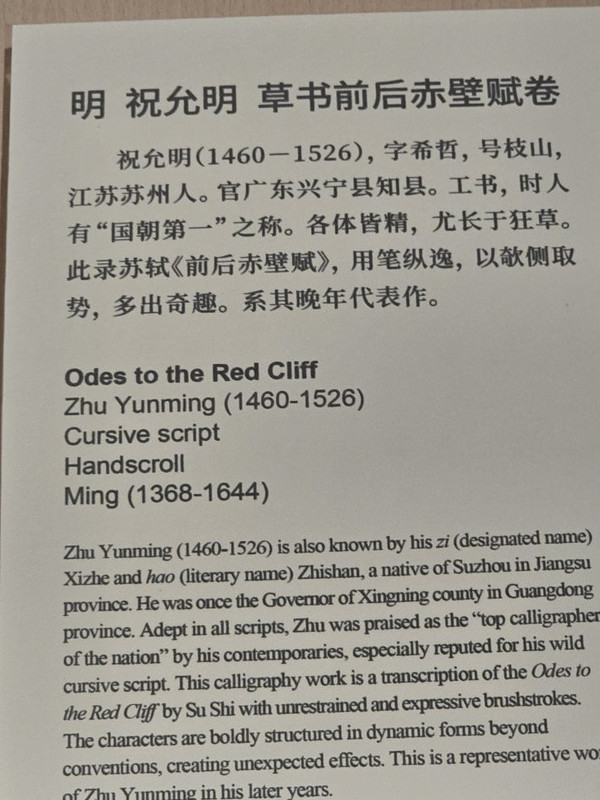 明 祝允明 草书前后赤壁赋卷
祝允明(1460－1526)，字希哲，号枝山，
江苏苏州人。官广东兴宁县知县。工书，时人
有“国朝第一”之称。各体皆精，尤长于狂草。
此录苏轼《前后赤壁赋》，用笔纵逸，以欹侧取
势，多出奇趣。系其晚年代表作。
Odes to the Red Cliff
Zhu Yunming (1460-1526)
Cursive script
Handscroll
Ming (1368-1644)
Zhu Yunming (1460-1526) is also known by his zi (designated name)
Xizhe and hao (literary name) Zhishan, a native of Suzhou in Jiangsu
province. He was once the Governor of Xingning county in Guangdong
province. Adept in all scripts, Zhu was praised as the “top calligrapher
of the nation” by his contemporaries, especially reputed for his wild
cursive script. This calligraphy work is a transcription of the Odes to
the Red Cliff by Su Shi with unrestrained and expressive brushstrokes.
The characters are boldly structured in dynamic forms beyond
conventions, creating unexpected effects. This is a representative wo
of Zhu Yunming in his later years.